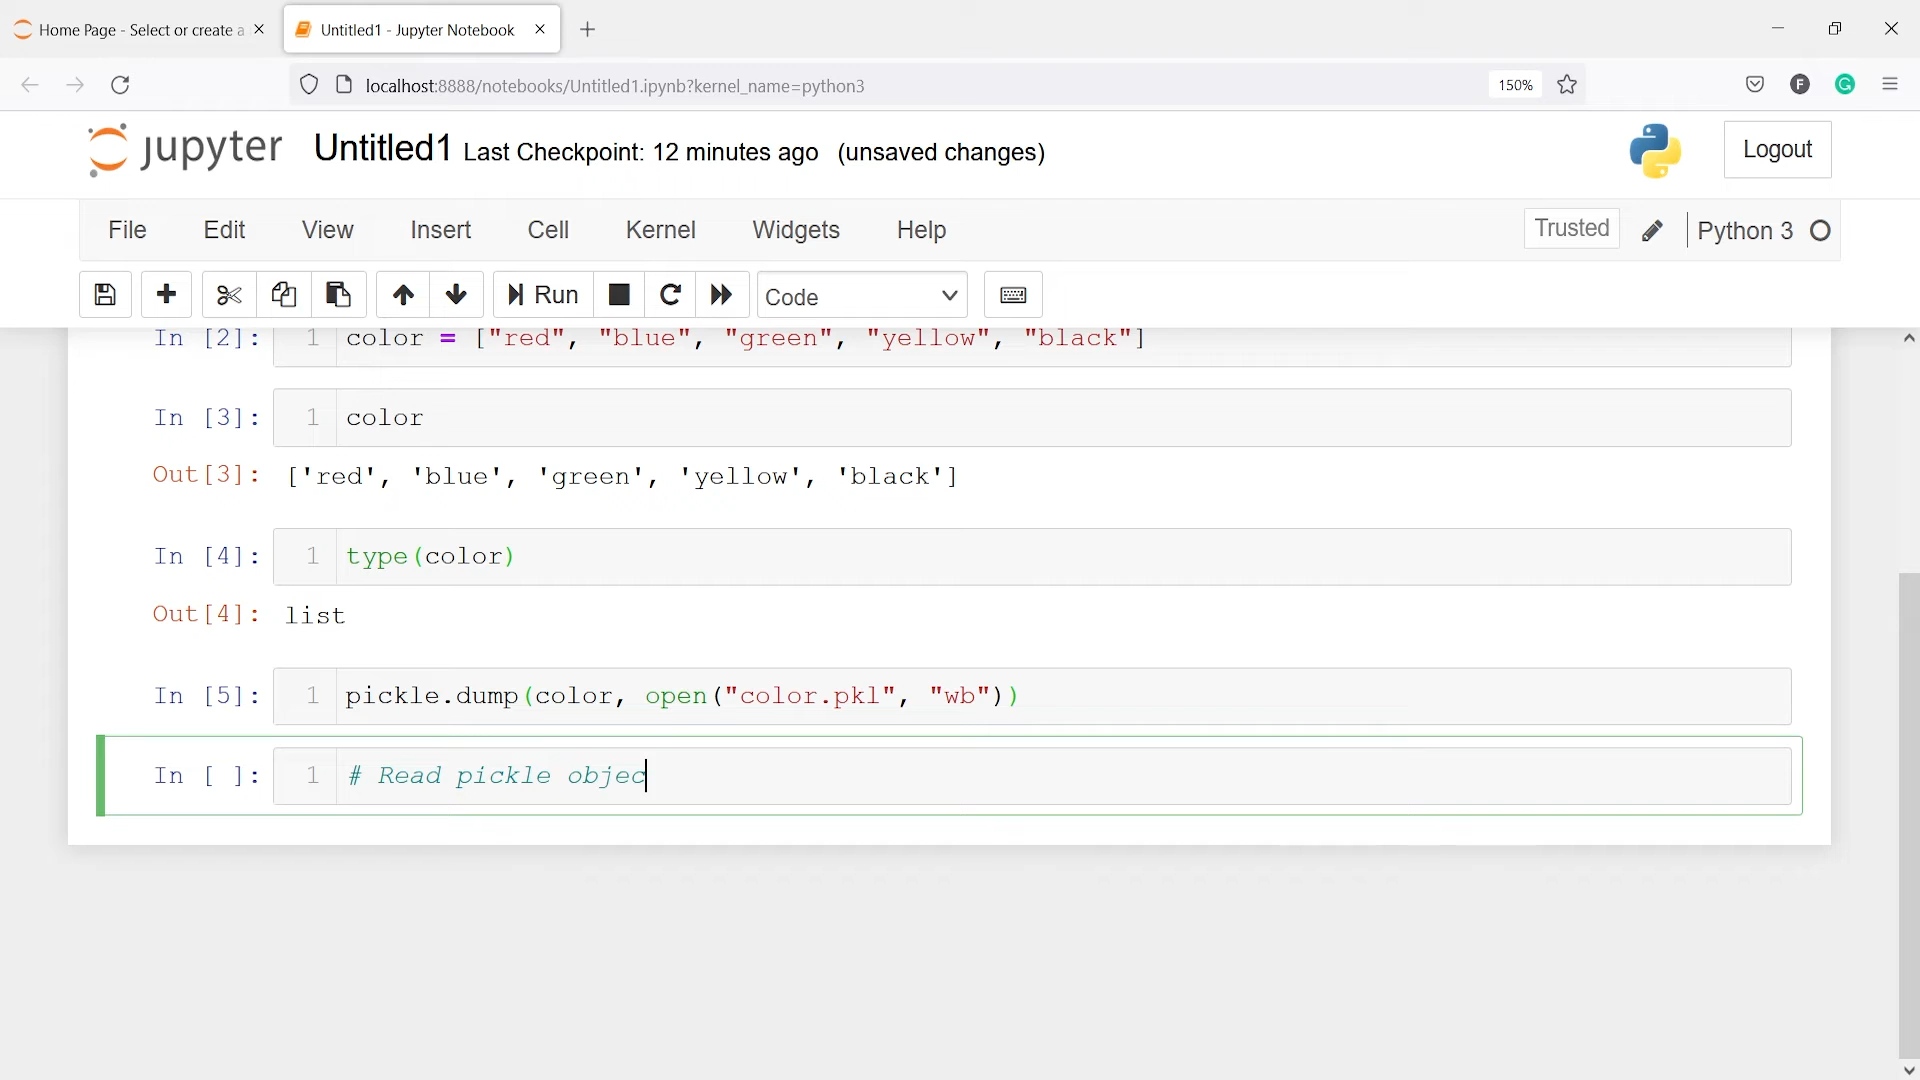 Home Page - Select or create a
Untitled1 - Jupyter Notebook
localhost:8888/notebooks/Untitled1.ipynb?kernel_name=python3
150%
F
G
jupyter Untitled1 Last Checkpoint: 12 minutes ago (unsaved changes)
Logout
File Edit View Insert Cell Kernel Widgets Help
Trusted
Python 3
Run
Code
In [2]: 1 color = ["red", "blue", "green", "yellow", "black"]
In [3]: 1 color
Out[3]: ['red', 'blue', 'green', 'yellow', 'black']
In [4]: 1 type(color)
Out[4]: list
In [5]: 1 pickle.dump(color, open("color.pkl", "wb"))
In [ ]: 1 # Read pickle objec